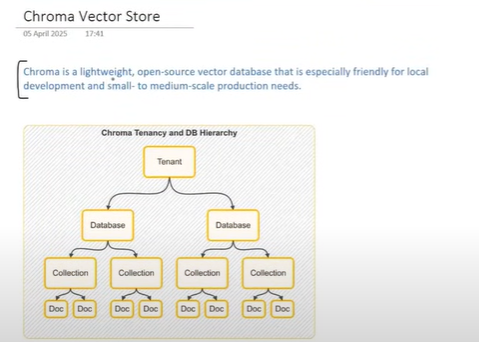 Chroma Vector Store
05 April 2025 17:41
Chroma is a lightweight, open-source vector database that is especially friendly for local
development and small- to medium-scale production needs.
Chroma Tenancy and DB Hierarchy
Tenant
Database Database
Collection Collection Collection Collection
Doc Doc Doc Doc Doc Doc Doc Doc